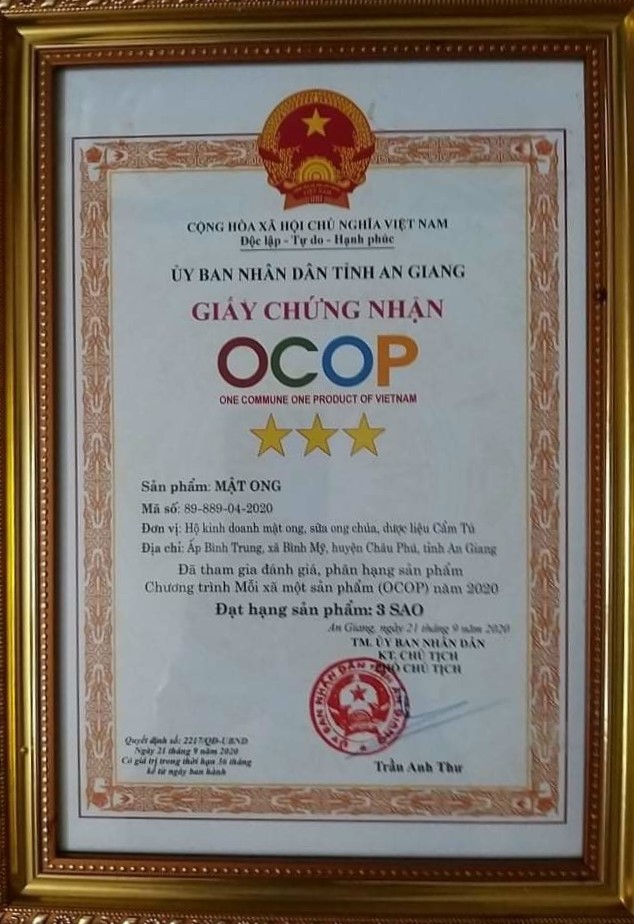 CỘNG HÒA XÃ HỘI CHỦ NGHĨA VIỆT NAM
Độc lập - Tự do - Hạnh phúc
ỦY BAN NHÂN DÂN TỈNH AN GIANG
GIẤY CHỨNG NHẬN
OCOP
ONE COMMUNE ONE PRODUCT OF VIETNAM
Sản phẩm: MẬT ONG
Mã số: 89-889-04-2020
Đơn vị: Hộ kinh doanh mật ong, sữa ong chúa, dược liệu Cẩm Tú
Địa chỉ: Ấp Bình Trung, xã Bình Mỹ, huyện Châu Phú, tỉnh An Giang
Đã tham gia đánh giá, phân hạng sản phẩm
Chương trình Mỗi xã một sản phẩm (OCOP) năm 2020
Đạt hạng sản phẩm: 3 SAO
An Giang, ngày 21 tháng 9 năm 2020
TM. ỦY BAN NHÂN DÂN
KT. CHỦ TỊCH
PHÓ CHỦ TỊCH
Quyết định số: 2217/QĐ-UBND
Ngày 21 tháng 9 năm 2020
Có giá trị trong thời hạn 36 tháng
kể từ ngày ban hành
Trần Anh Thư